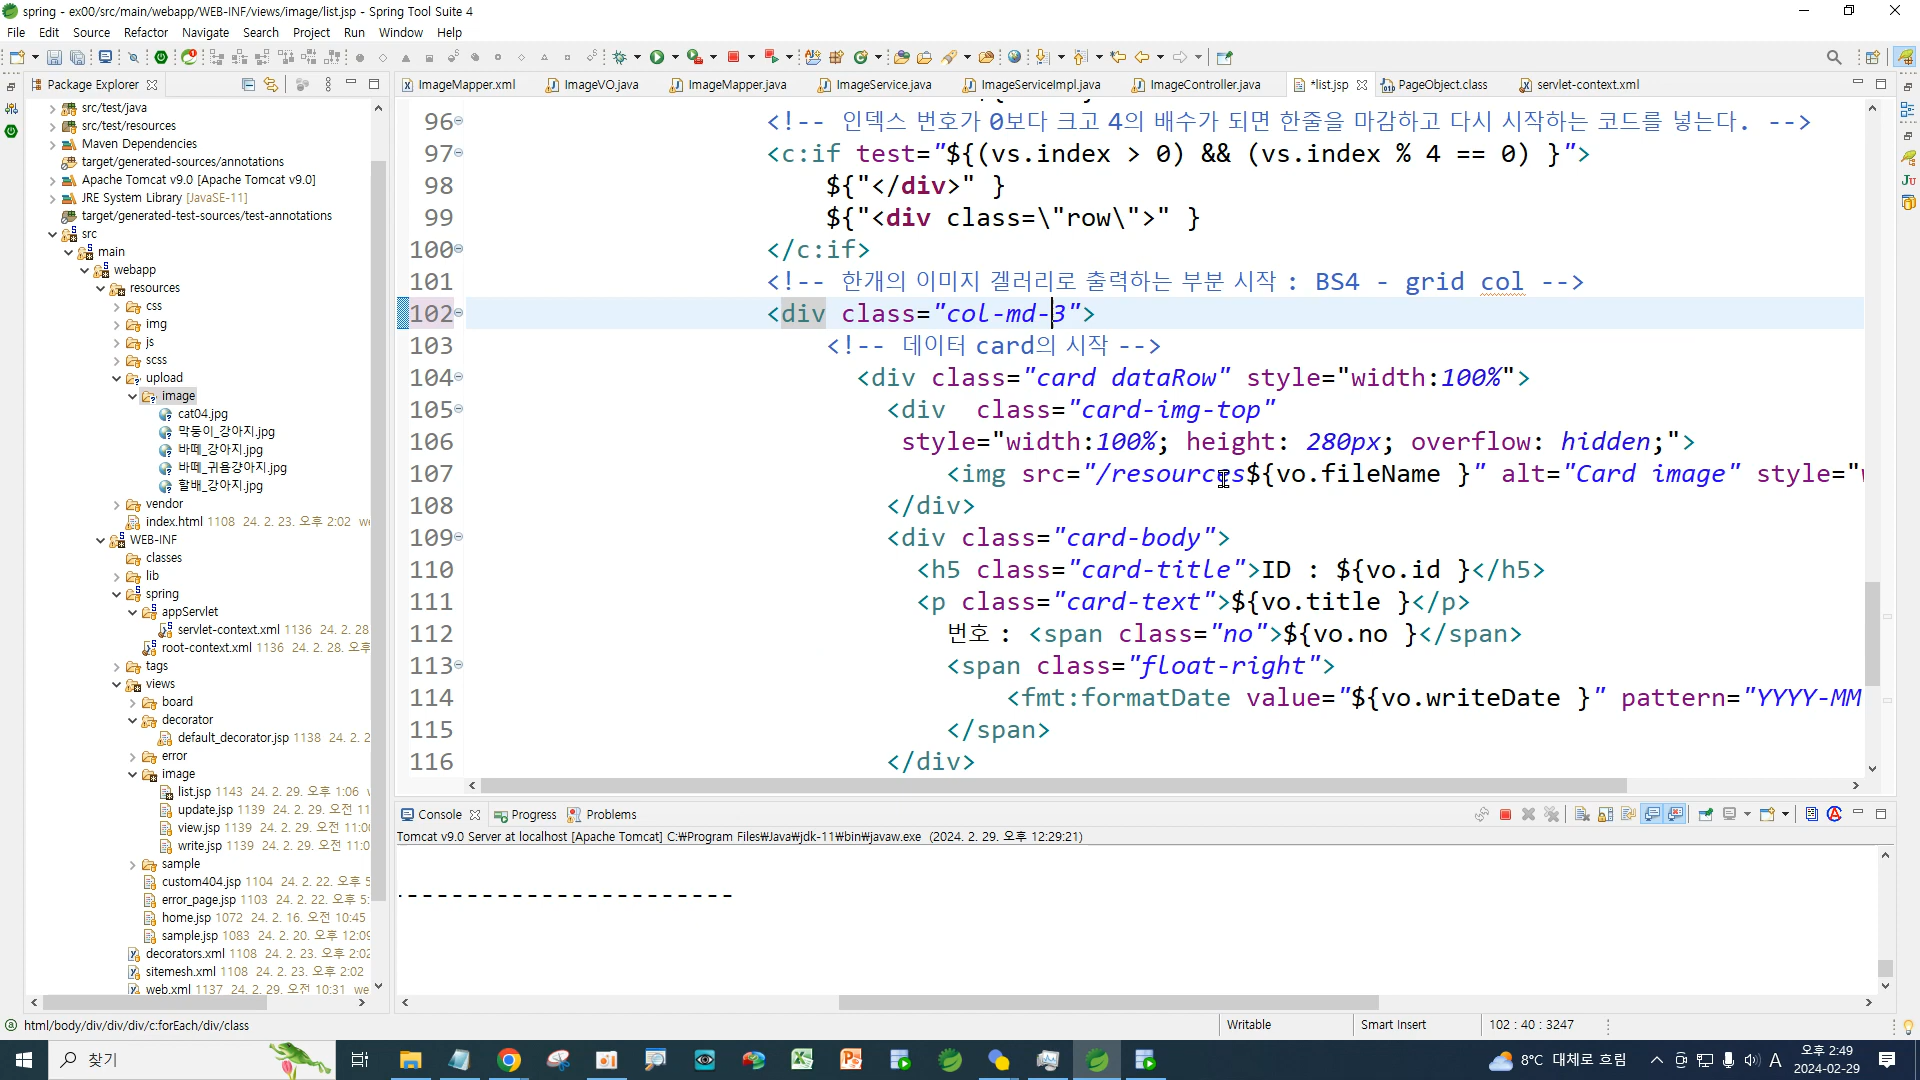 spring - ex00/src/main/webapp/WEB-INF/views/image/list.jsp - Spring Tool Suite 4
File Edit Source Refactor Navigate Search Project Run Window Help
Package Explorer
src/test/java
src/test/resources
Maven Dependencies
target/generated-sources/annotations
Apache Tomcat v9.0 [Apache Tomcat v9.0]
JRE System Library [JavaSE-11]
target/generated-test-sources/test-annotations
src
main
webapp
resources
css
img
js
scss
upload
image
cat04.jpg
막둥이_강아지.jpg
바떼_강아지.jpg
바떼_귀욤강아지.jpg
할배_강아지.jpg
vendor
index.html 1108 24. 2. 23. 오후 2:02 we
WEB-INF
classes
lib
spring
appServlet
servlet-context.xml 1136 24. 2. 28
root-context.xml 1136 24. 2. 28. 오후
tags
views
board
decorator
default_decorator.jsp 1138 24. 2. 2
error
image
list.jsp 1143 24. 2. 29. 오후 1:06
update.jsp 1139 24. 2. 29. 오전 11
view.jsp 1139 24. 2. 29. 오전 11:0
write.jsp 1139 24. 2. 29. 오전 11:0
sample
custom404.jsp 1104 24. 2. 22. 오후 5
error_page.jsp 1103 24. 2. 22. 오후 5:
home.jsp 1072 24. 2. 16. 오전 10:45
sample.jsp 1083 24. 2. 20. 오후 12:09
decorators.xml 1108 24. 2. 23. 오후 2:02
sitemesh.xml 1108 24. 2. 23. 오후 2:02
web.xml 1137 24. 2. 29. 오전 10:31 we
ImageMapper.xml ImageVO.java ImageMapper.java ImageService.java ImageServiceImpl.java ImageController.java *list.jsp PageObject.class servlet-context.xml
96 <!-- 인덱스 번호가 0보다 크고 4의 배수가 되면 한줄을 마감하고 다시 시작하는 코드를 넣는다. -->
97 <c:if test="${(vs.index > 0) && (vs.index % 4 == 0) }">
98 ${"</div>" }
99 ${"<div class=\"row\">" }
100 </c:if>
101 <!-- 한개의 이미지 겔러리로 출력하는 부분 시작 : BS4 - grid col -->
102 <div class="col-md-3">
103 <!-- 데이터 card의 시작 -->
104 <div class="card dataRow" style="width:100%">
105 <div class="card-img-top"
106 style="width:100%; height: 280px; overflow: hidden;">
107 <img src="/resources${vo.fileName }" alt="Card image" style="w
108 </div>
109 <div class="card-body">
110 <h5 class="card-title">ID : ${vo.id }</h5>
111 <p class="card-text">${vo.title }</p>
112 번호 : <span class="no">${vo.no }</span>
113 <span class="float-right">
114 <fmt:formatDate value="${vo.writeDate }" pattern="YYYY-MM
115 </span>
116 </div>
Console Progress Problems
Tomcat v9.0 Server at localhost [Apache Tomcat] C:₩Program Files₩Java₩jdk-11₩bin₩javaw.exe (2024. 2. 29. 오후 12:29:21)
-----------------------
html/body/div/div/div/c:forEach/div/class
Writable Smart Insert 102 : 40 : 3247
찾기
8°C 대체로 흐림
A
오후 2:49
2024-02-29